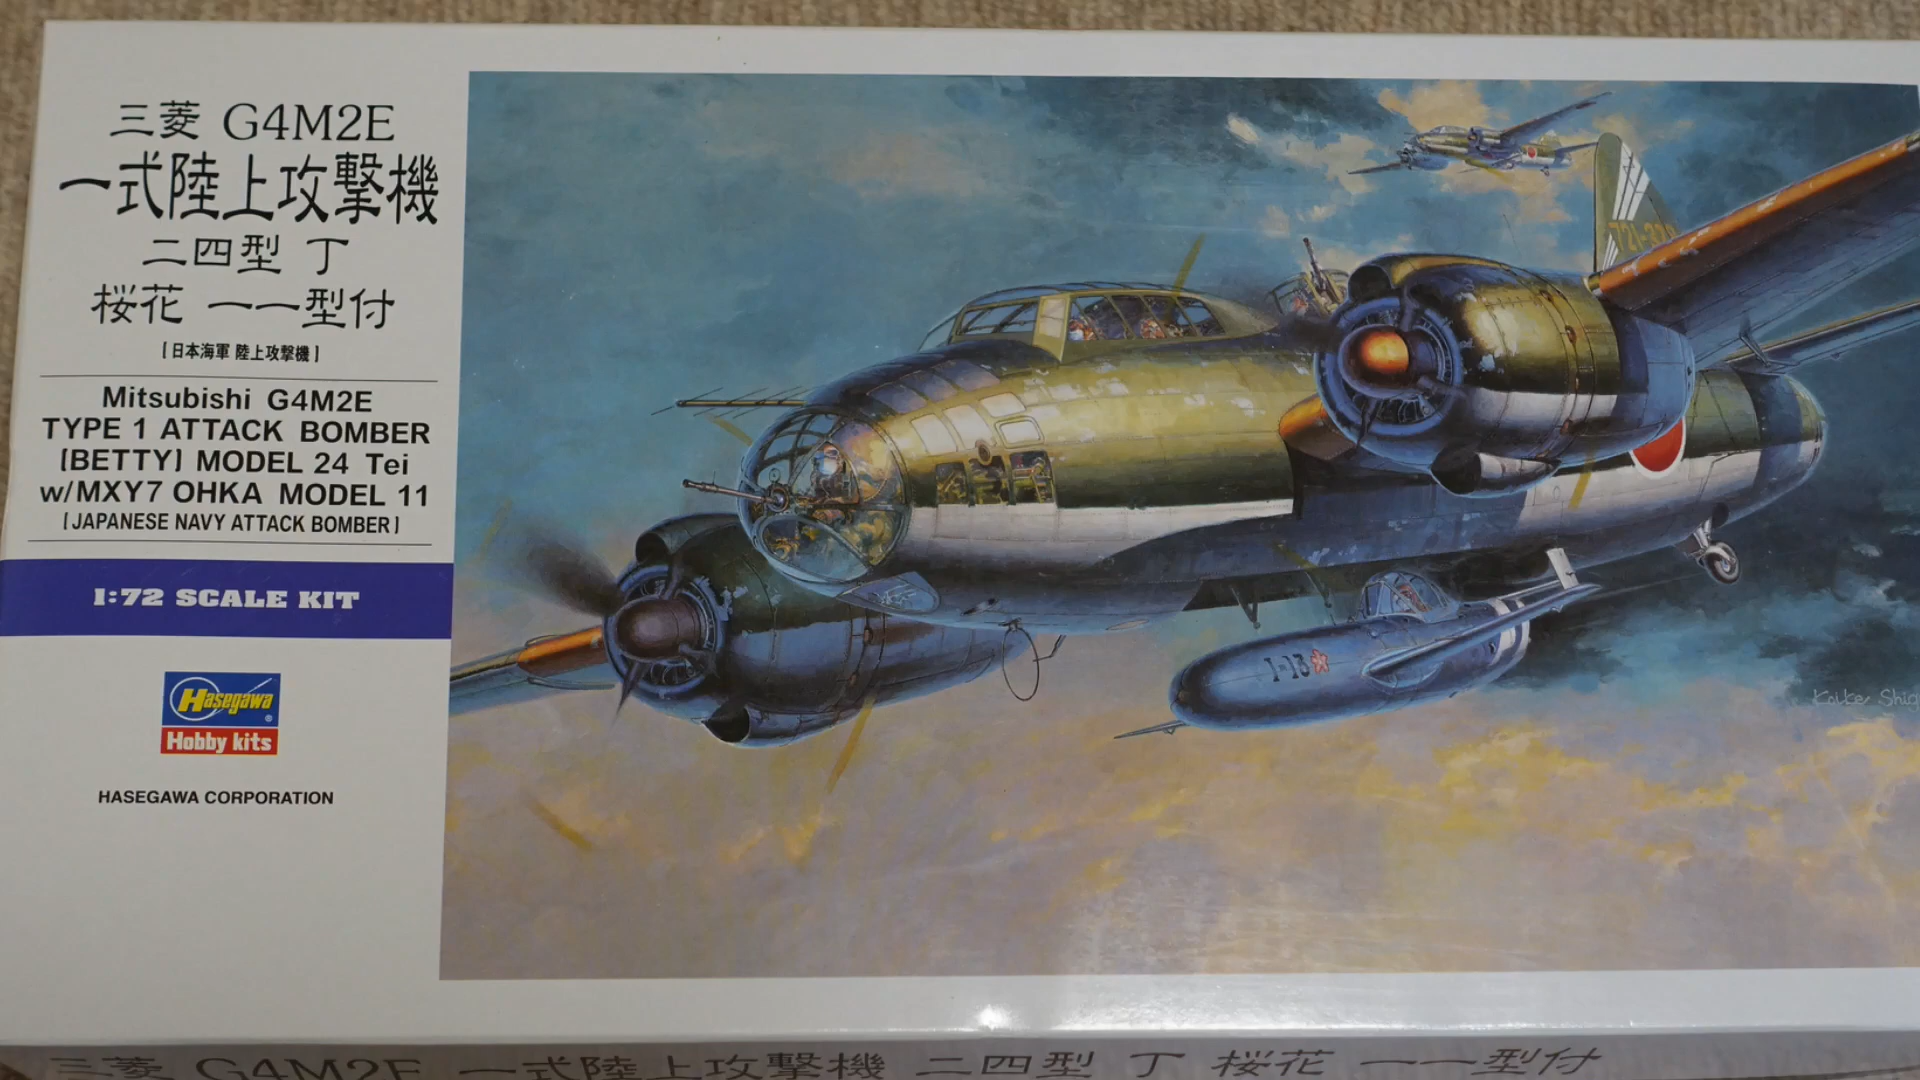 三菱 G4M2E
一式陸上攻撃機
二四型 丁
桜花 一一型付
[日本海軍 陸上攻撃機]
Mitsubishi G4M2E
TYPE 1 ATTACK BOMBER
(BETTY) MODEL 24 Tei
w/MXY7 OHKA MODEL 11
(JAPANESE NAVY ATTACK BOMBER)
1:72 SCALE KIT
Hasegawa®
Hobby kits
HASEGAWA CORPORATION
I-13
三菱 G4M2E 一式陸上攻撃機 二四型 丁 桜花 一一型付